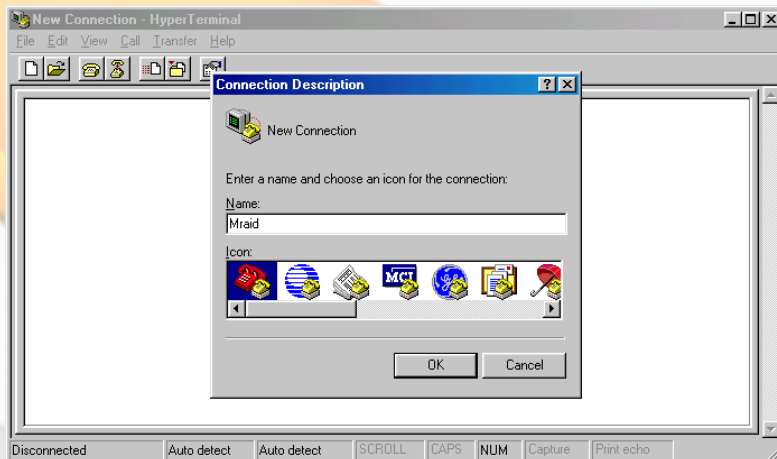 New Connection - HyperTerminal
File Edit View Call Transfer Help
Connection Description
New Connection
Enter a name and choose an icon for the connection:
Name:
Mraid
Icon:
MCI
OK Cancel
Disconnected Auto detect Auto detect SCROLL CAPS NUM Capture Print echo